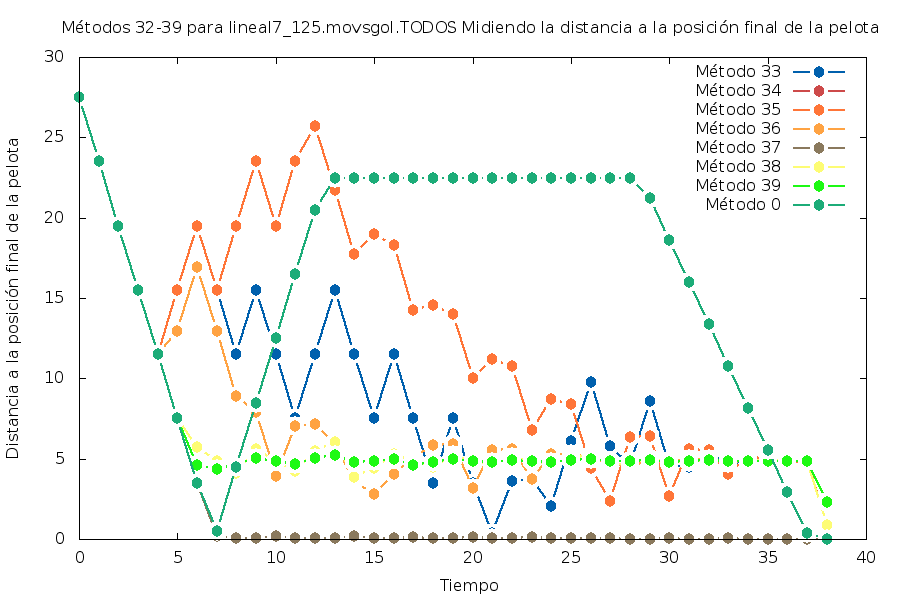 Métodos 32-39 para lineal7_125.movsgol.TODOS Midiendo la distancia a la posición final de la pelota
30
25
20
15
10
5
0
Distancia a la posición final de la pelota
Método 33
Método 34
Método 35
Método 36
Método 37
Método 38
Método 39
Método 0
0 5 10 15 20 25 30 35 40
Tiempo